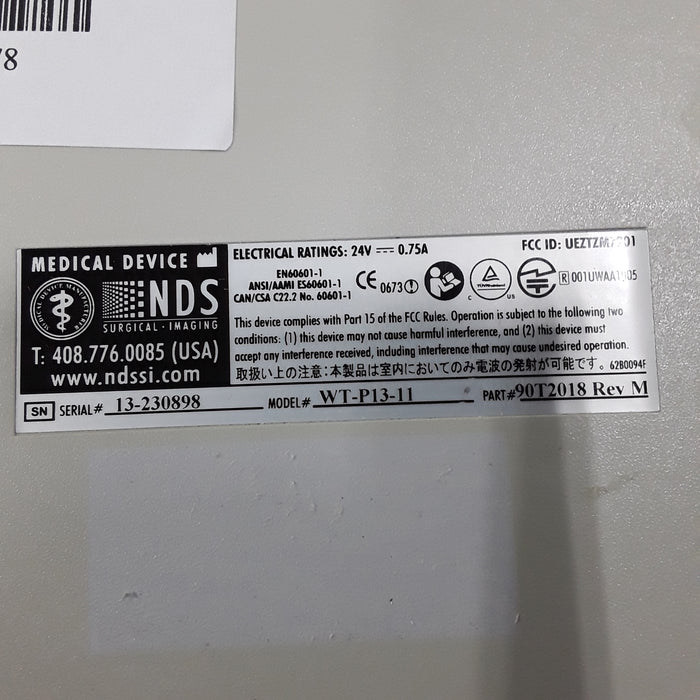 78
MEDICAL DEVICE
NDS
SURGICAL · IMAGING
T: 408.776.0085 (USA)
www.ndssi.com
ELECTRICAL RATINGS: 24V 0.75A
FCC ID:
EN60601-1
ANSI/AAMI ES60601-1
CAN/CSA C22.2 No. 60601-1
CE 0673
C US
R
This device complies with Part 15 of the FCC Rules. Operation is subject to the following two
conditions: (1) this device may not cause harmful interference, and (2) this device must
accept any interference received, including interference that may cause undesired operation.
取扱い上の注意:本製品は室内においてのみ電波の発射が可能です。 62B0094F
SN SERIAL# 13-230898 MODEL# WT-P13-11 PART# 90T2018 Rev M